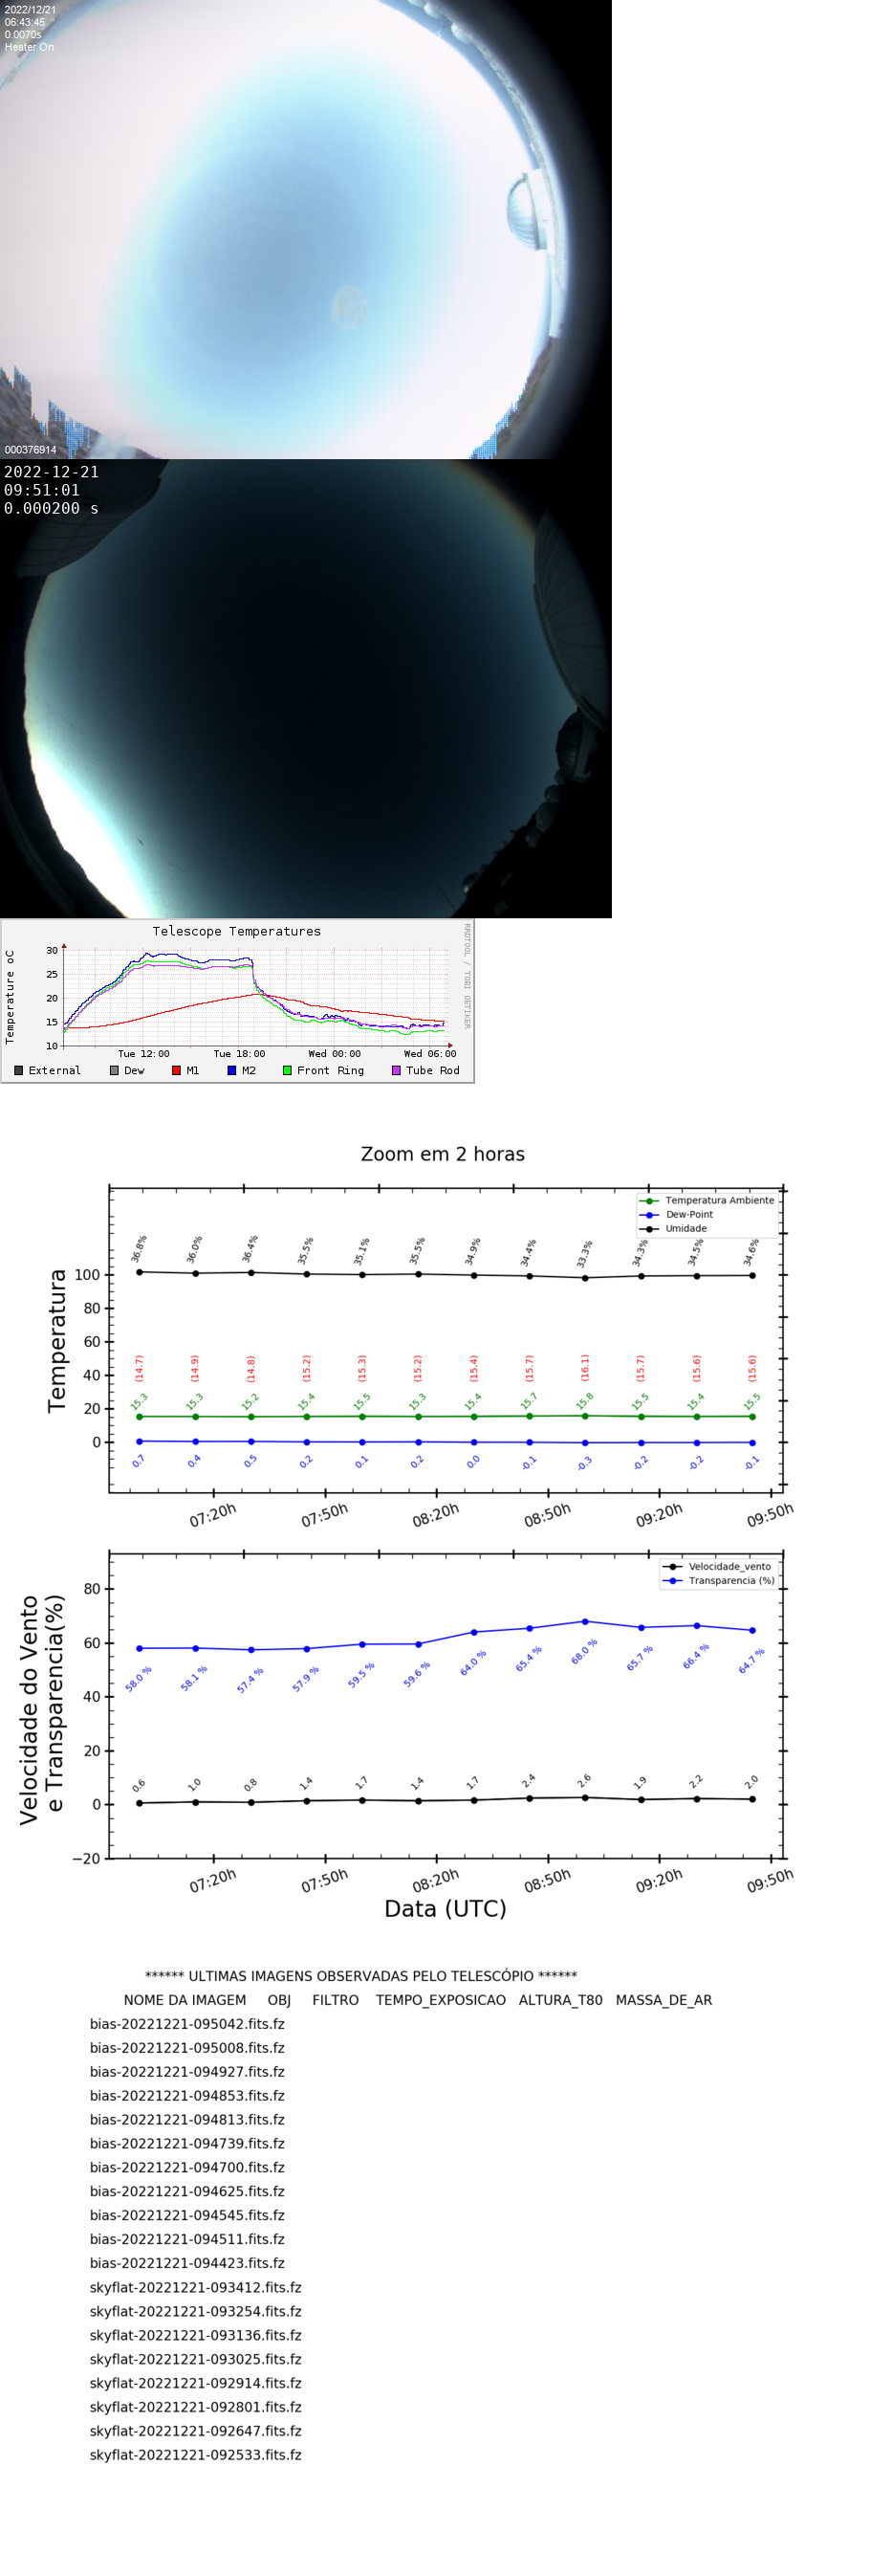 2022/12/21
06:43:45
0.0070s
Heater On
000376914
2022-12-21
09:51:01
0.000200 s
Telescope Temperatures
RRDTOOL / TOBI OETIKER
Temperature oC
30
25
20
15
10
Tue 12:00 Tue 18:00 Wed 00:00 Wed 06:00
External Dew M1 M2 Front Ring Tube Rod
Zoom em 2 horas
Temperatura Ambiente
Dew-Point
Umidade
Temperatura
36.8% 36.0% 36.4% 35.5% 35.1% 35.5% 34.9% 34.4% 33.3% 34.3% 34.5% 34.6%
100
80
60
40
20
0
(14.7) (14.9) (14.8) (15.2) (15.3) (15.2) (15.4) (15.7) (16.1) (15.7) (15.6) (15.6)
15.3 15.3 15.2 15.4 15.5 15.3 15.4 15.7 15.8 15.5 15.4 15.5
0.7 0.4 0.5 0.2 0.1 0.2 0.0 -0.1 -0.3 -0.2 -0.2 -0.1
07:20h 07:50h 08:20h 08:50h 09:20h 09:50h
Velocidade_vento
Transparencia (%)
Velocidade do Vento
e Transparencia(%)
80
60
40
20
0
−20
58.0 % 58.1 % 57.4 % 57.9 % 59.5 % 59.6 % 64.0 % 65.4 % 68.0 % 65.7 % 66.4 % 64.7 %
0.6 1.0 0.8 1.4 1.7 1.4 1.7 2.4 2.6 1.9 2.2 2.0
07:20h 07:50h 08:20h 08:50h 09:20h 09:50h
Data (UTC)
****** ULTIMAS IMAGENS OBSERVADAS PELO TELESCÓPIO ******
NOME DA IMAGEM OBJ FILTRO TEMPO_EXPOSICAO ALTURA_T80 MASSA_DE_AR
bias-20221221-095042.fits.fz
bias-20221221-095008.fits.fz
bias-20221221-094927.fits.fz
bias-20221221-094853.fits.fz
bias-20221221-094813.fits.fz
bias-20221221-094739.fits.fz
bias-20221221-094700.fits.fz
bias-20221221-094625.fits.fz
bias-20221221-094545.fits.fz
bias-20221221-094511.fits.fz
bias-20221221-094423.fits.fz
skyflat-20221221-093412.fits.fz
skyflat-20221221-093254.fits.fz
skyflat-20221221-093136.fits.fz
skyflat-20221221-093025.fits.fz
skyflat-20221221-092914.fits.fz
skyflat-20221221-092801.fits.fz
skyflat-20221221-092647.fits.fz
skyflat-20221221-092533.fits.fz